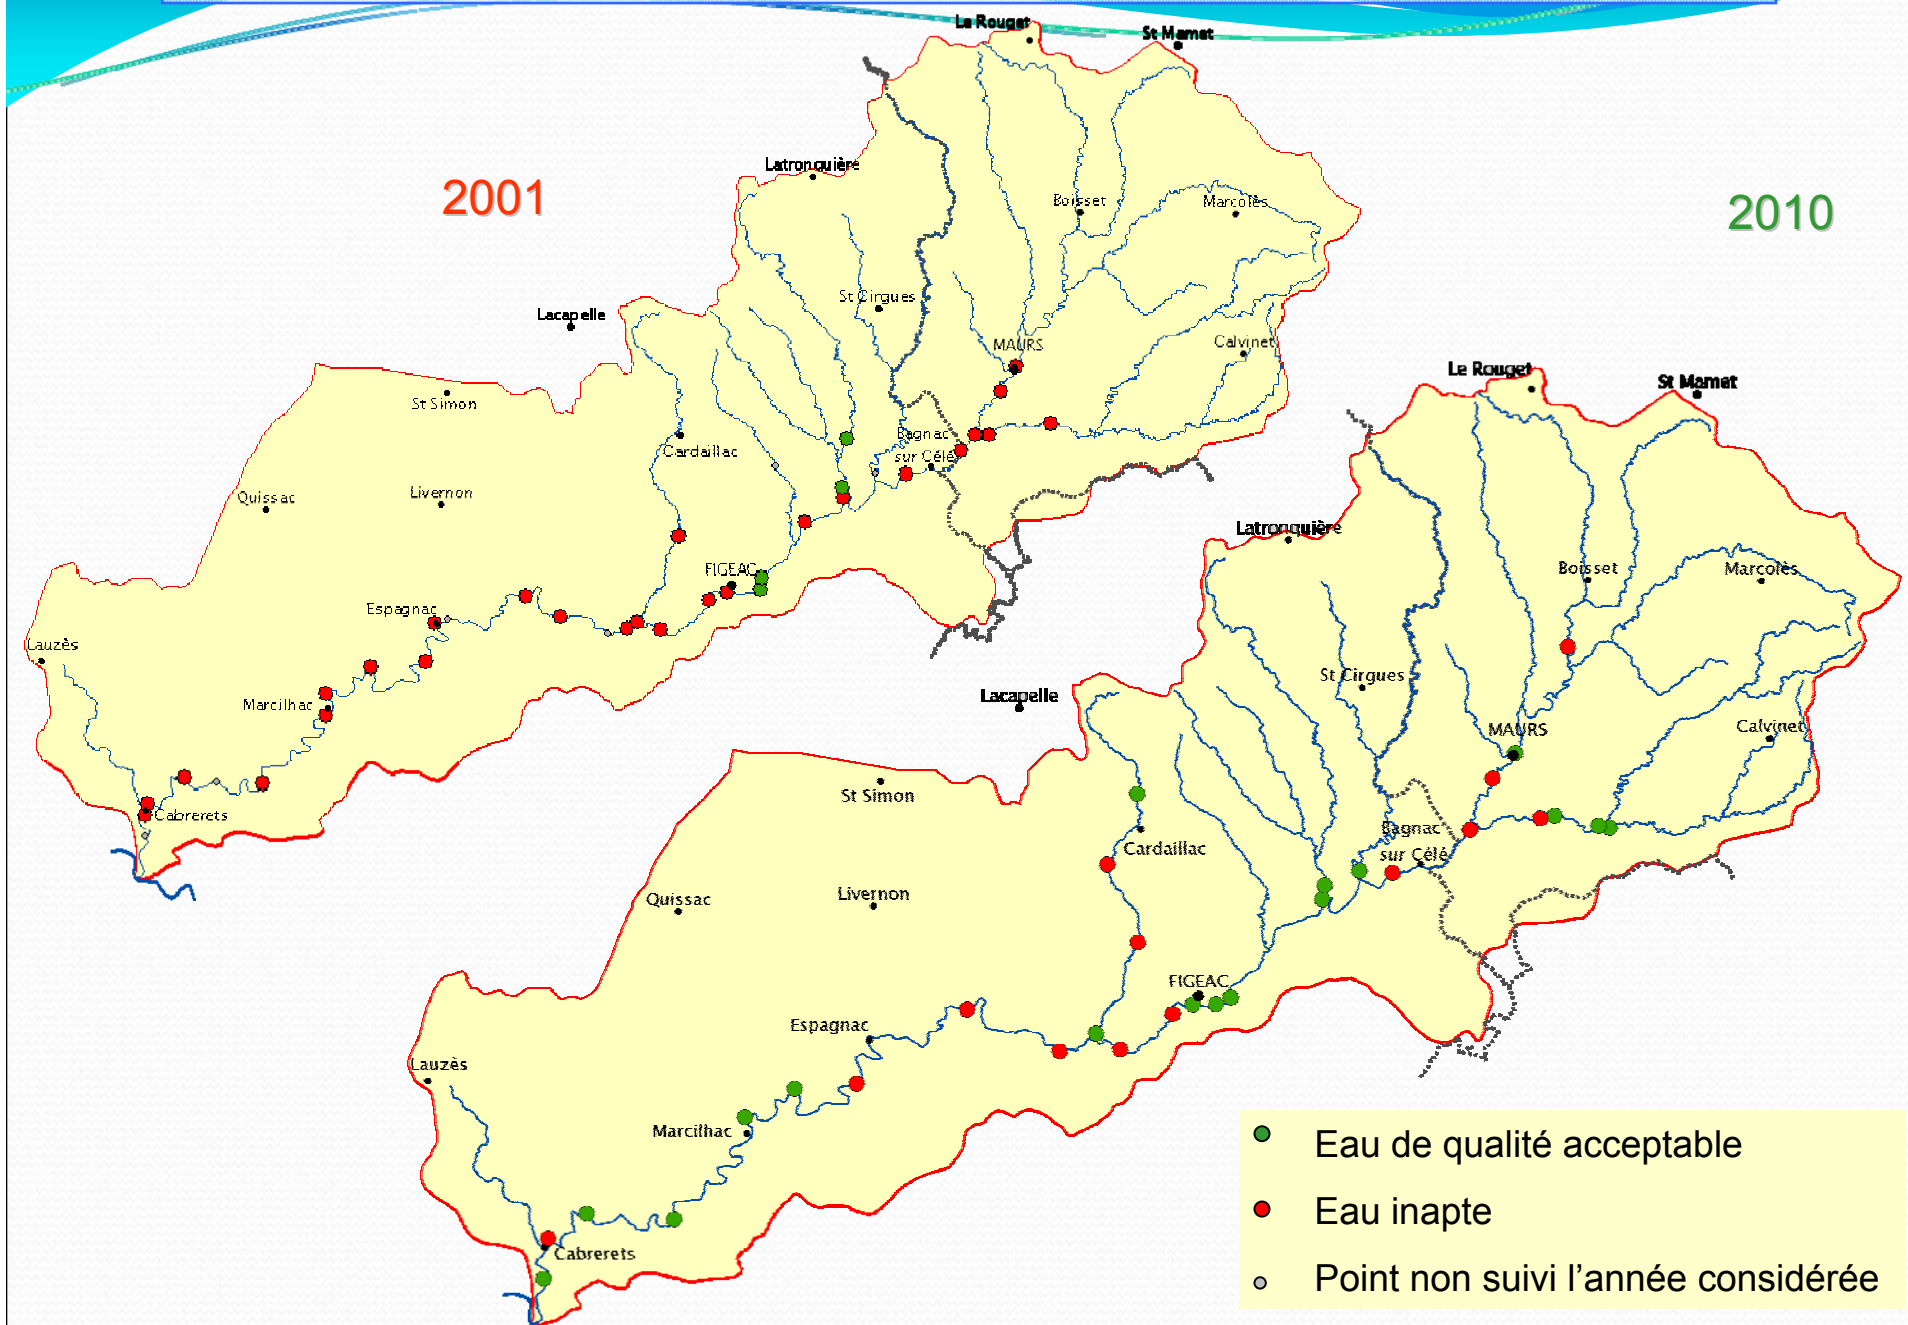 Le Rouget
St Mamet
Latronquière
2001
Boisset
Marcolès
2010
St Cirgues
Lacapelle
MAURS
Calvinet
St Simon
Bagnac
sur Célé
Cardaillac
Quissac
Livernon
FIGEAC
Espagnac
Lauzès
Marcilhac
Cabrerets
Le Rouget
St Mamet
Latronquière
Boisset
Marcolès
St Cirgues
Lacapelle
MAURS
Calvinet
St Simon
Bagnac
sur Célé
Cardaillac
Quissac
Livernon
FIGEAC
Espagnac
Lauzès
Marcilhac
Cabrerets
Eau de qualité acceptable
Eau inapte
Point non suivi l’année considérée